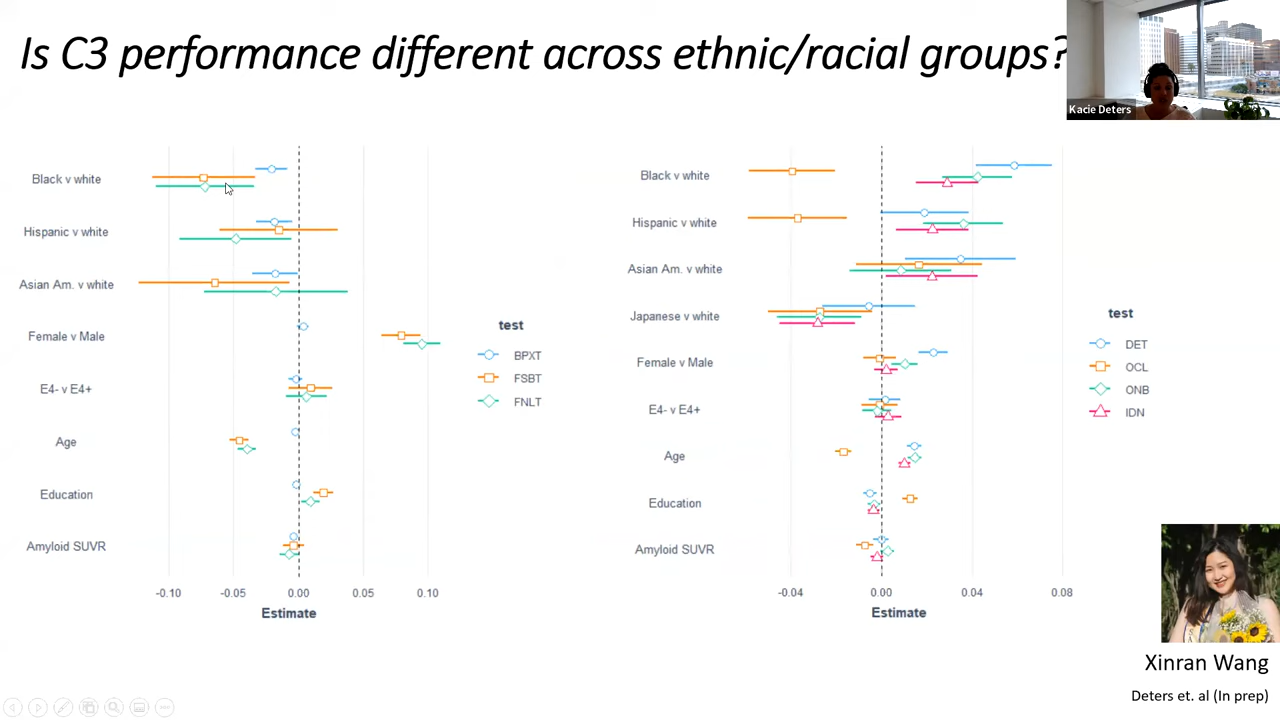 Is C3 performance different across ethnic/racial groups?
Kacie Deters
Black v white
Hispanic v white
Asian Am. v white
Female v Male
E4- v E4+
Age
Education
Amyloid SUVR
-0.10
-0.05
0.00
0.05
0.10
Estimate
test
BPXT
FSBT
FNLT
Black v white
Hispanic v white
Asian Am. v white
Japanese v white
Female v Male
E4- v E4+
Age
Education
Amyloid SUVR
-0.04
0.00
0.04
0.08
Estimate
test
DET
OCL
ONB
IDN
Xinran Wang
Deters et. al (In prep)